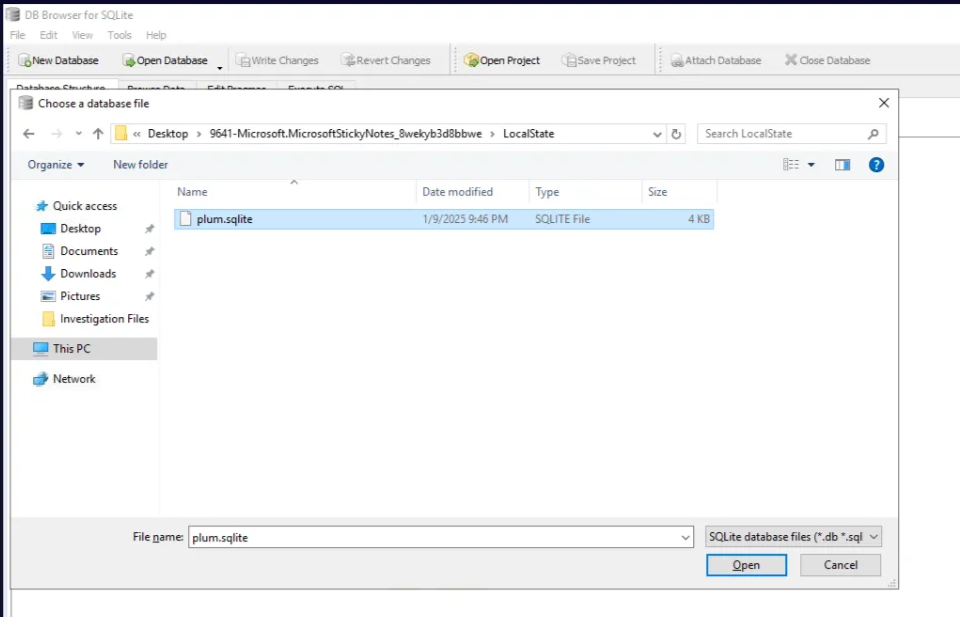 DB Browser for SQLite
File Edit View Tools Help
New Database Open Database Write Changes Revert Changes Open Project Save Project Attach Database Close Database
Database Structure Browse Data Edit Pragmas Execute SQL
Choose a database file
« Desktop › 9641-Microsoft.MicrosoftStickyNotes_8wekyb3d8bbwe › LocalState Search LocalState
Organize New folder
Name Date modified Type Size
plum.sqlite 1/9/2025 9:46 PM SQLITE File 4 KB
Quick access
Desktop
Documents
Downloads
Pictures
Investigation Files
This PC
Network
File name: plum.sqlite SQLite database files (*.db *.sql
Open Cancel